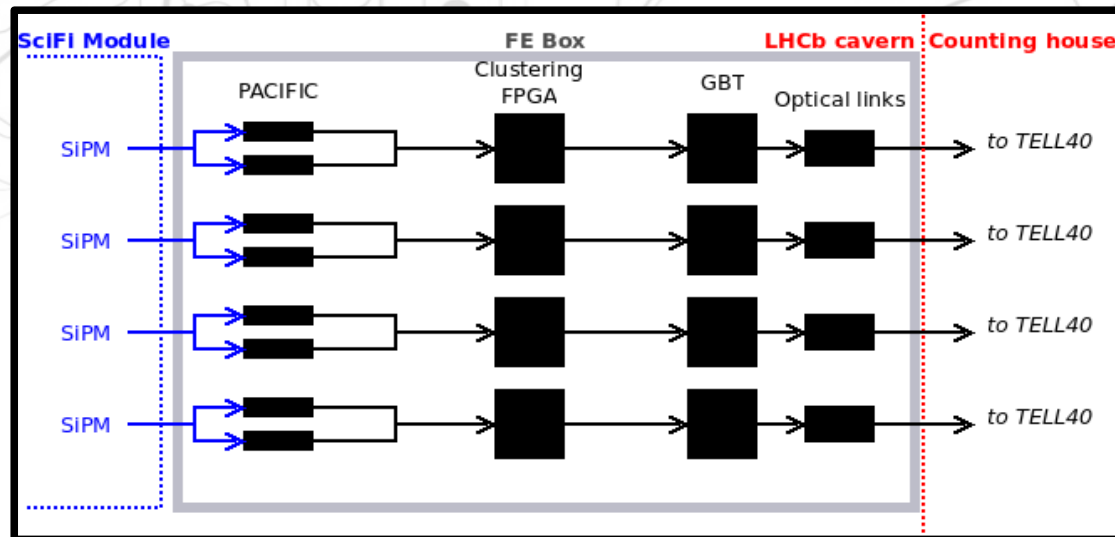 SciFi Module
FE Box
LHCb cavern
Counting house
PACIFIC
Clustering
FPGA
GBT
Optical links
SiPM
to TELL40
SiPM
to TELL40
SiPM
to TELL40
SiPM
to TELL40